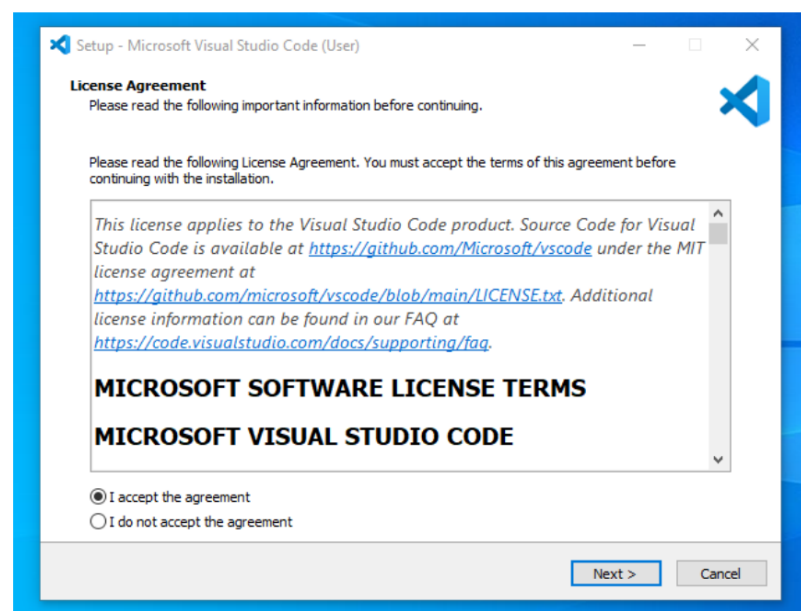 Setup - Microsoft Visual Studio Code (User)
License Agreement
Please read the following important information before continuing.
Please read the following License Agreement. You must accept the terms of this agreement before
continuing with the installation.
This license applies to the Visual Studio Code product. Source Code for Visual
Studio Code is available at https://github.com/Microsoft/vscode under the MIT
license agreement at
https://github.com/microsoft/vscode/blob/main/LICENSE.txt. Additional
license information can be found in our FAQ at
https://code.visualstudio.com/docs/supporting/faq.
MICROSOFT SOFTWARE LICENSE TERMS
MICROSOFT VISUAL STUDIO CODE
I accept the agreement
I do not accept the agreement
Next >
Cancel